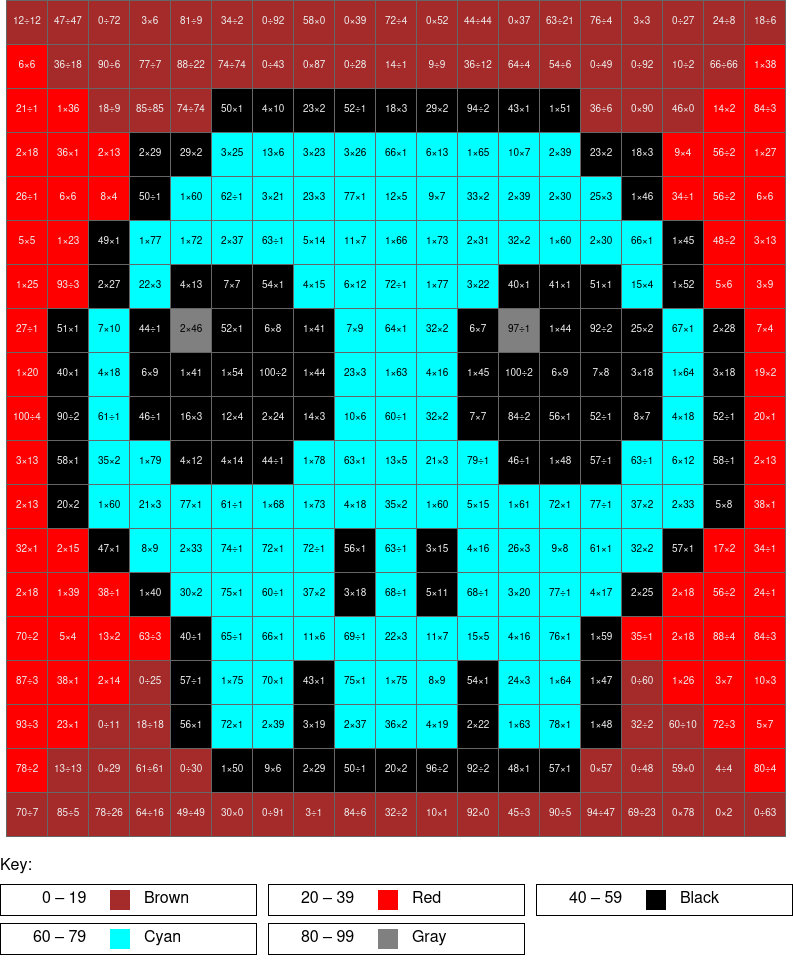 12÷12 47÷47 0÷72 3×6 81÷9 34÷2 0÷92 58×0 0×39 72÷4 0×52 44÷44 0×37 63÷21 76÷4 3×3 0÷27 24÷8 18÷6
6×6 36÷18 90÷6 77÷7 88÷22 74÷74 0÷43 0×87 0÷28 14÷1 9÷9 36÷12 64÷4 54÷6 0÷49 0×92 10÷2 66÷66 1×38
21÷1 1×36 18÷9 85÷85 74÷74 50×1 4×10 23×2 52÷1 18×3 29×2 94÷2 43×1 1×51 36÷6 0×90 46×0 14×2 84÷3
2×18 36×1 2×13 2×29 29×2 3×25 13×6 3×23 3×26 66×1 6×13 1×65 10×7 2×39 23×2 18×3 9×4 56÷2 1×27
26÷1 6×6 8×4 50÷1 1×60 62÷1 3×21 23×3 77×1 12×5 9×7 33×2 2×39 2×30 25×3 1×46 34÷1 56÷2 6×6
5×5 1×23 49×1 1×77 1×72 2×37 63÷1 5×14 11×7 1×66 1×73 2×31 32×2 1×60 2×30 66×1 1×45 48÷2 3×13
1×25 93÷3 2×27 22×3 4×13 7×7 54×1 4×15 6×12 72÷1 1×77 3×22 40×1 41×1 51×1 15×4 1×52 5×6 3×9
27÷1 51×1 7×10 44÷1 2×46 52×1 6×8 1×41 7×9 64×1 32×2 6×7 97÷1 1×44 92÷2 25×2 67×1 2×28 7×4
1×20 40×1 4×18 6×9 1×41 1×54 100÷2 1×44 23×3 1×63 4×16 1×45 100÷2 6×9 7×8 3×18 1×64 3×18 19×2
100÷4 90÷2 61÷1 46÷1 16×3 12×4 2×24 14×3 10×6 60÷1 32×2 7×7 84÷2 56×1 52÷1 8×7 4×18 52÷1 20×1
3×13 58×1 35×2 1×79 4×12 4×14 44÷1 1×78 63×1 13×5 21×3 79÷1 46÷1 1×48 57÷1 63÷1 6×12 58÷1 2×13
2×13 20×2 1×60 21×3 77×1 61÷1 1×68 1×73 4×18 35×2 1×60 5×15 1×61 72×1 77÷1 37×2 2×33 5×8 38×1
32×1 2×15 47×1 8×9 2×33 74÷1 72×1 72÷1 56×1 63÷1 3×15 4×16 26×3 9×8 61×1 32×2 57×1 17×2 34÷1
2×18 1×39 38÷1 1×40 30×2 75×1 60÷1 37×2 3×18 68÷1 5×11 68÷1 3×20 77÷1 4×17 2×25 2×18 56÷2 24÷1
70÷2 5×4 13×2 63÷3 40÷1 65÷1 66×1 11×6 69÷1 22×3 11×7 15×5 4×16 76×1 1×59 35÷1 2×18 88÷4 84÷3
87÷3 38×1 2×14 0÷25 57÷1 1×75 70×1 43×1 75×1 1×75 8×9 54×1 24×3 1×64 1×47 0÷60 1×26 3×7 10×3
93÷3 23×1 0÷11 18÷18 56×1 72×1 2×39 3×19 2×37 36×2 4×19 2×22 1×63 78×1 1×48 32÷2 60÷10 72÷3 5×7
78÷2 13÷13 0×29 61÷61 0÷30 1×50 9×6 2×29 50÷1 20×2 96÷2 92÷2 48×1 57×1 0×57 0÷48 59×0 4÷4 80÷4
70÷7 85÷5 78÷26 64÷16 49÷49 30×0 0÷91 3÷1 84÷6 32÷2 10×1 92×0 45÷3 90÷5 94÷47 69÷23 0×78 0×2 0÷63
Key:
0 – 19 Brown 20 – 39 Red 40 – 59 Black
60 – 79 Cyan 80 – 99 Gray